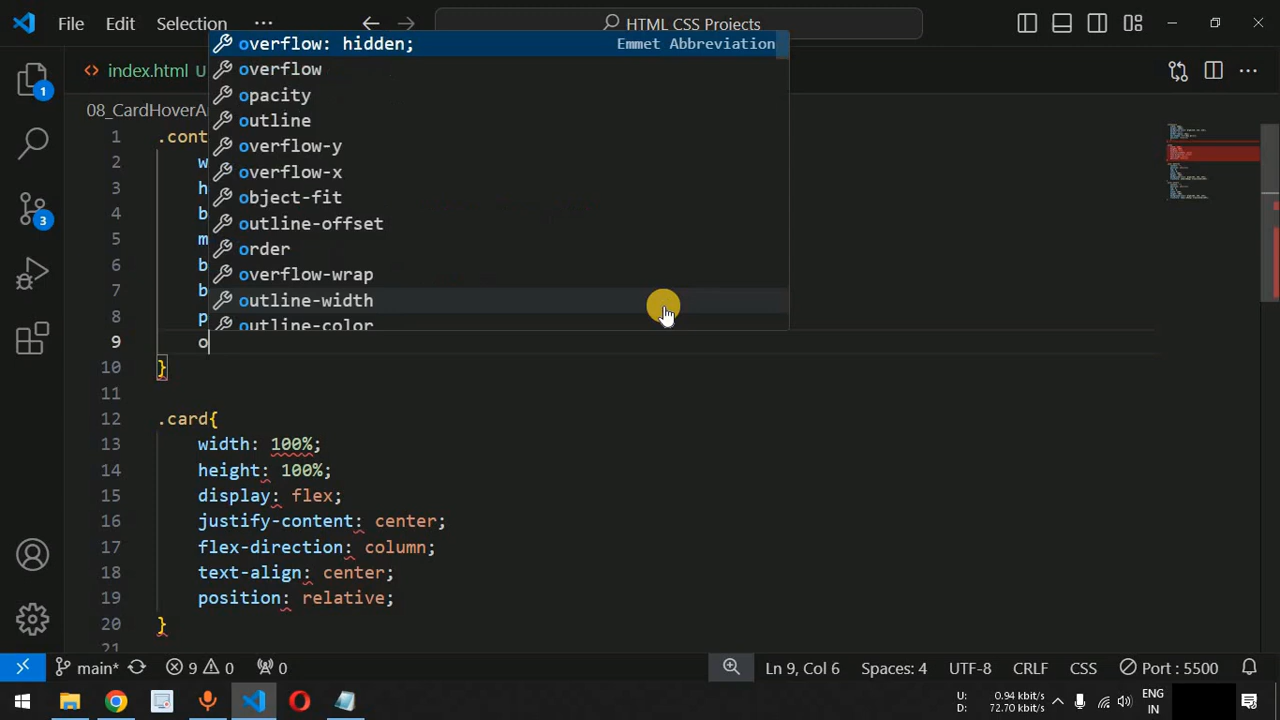 File Edit Selection ··· HTML CSS Projects
index.html U
08_CardHoverA
overflow: hidden; Emmet Abbreviation
overflow
opacity
outline
overflow-y
overflow-x
object-fit
outline-offset
order
overflow-wrap
outline-width
outline-color
1 .cont
2 w
3 h
4 b
5 m
6 b
7 b
8 p
9 o
10 }
11
12 .card{
13 width: 100%;
14 height: 100%;
15 display: flex;
16 justify-content: center;
17 flex-direction: column;
18 text-align: center;
19 position: relative;
20 }
21
1
3
main* 9 0 0 Ln 9, Col 6 Spaces: 4 UTF-8 CRLF CSS Port : 5500
U: 0.94 kbit/s
D: 72.70 kbit/s
ENG
IN